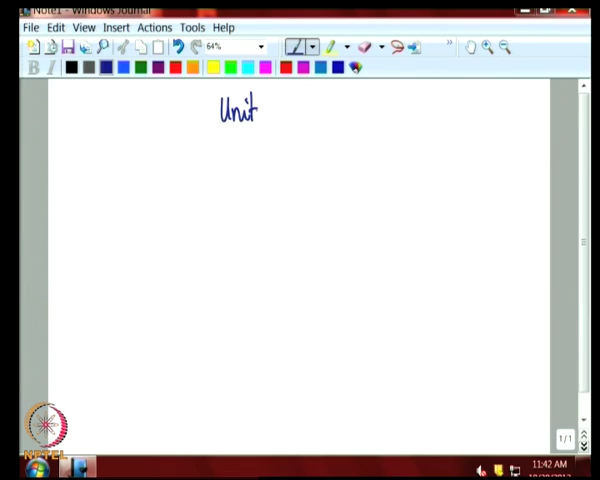 Note1 - Windows Journal
File Edit View Insert Actions Tools Help
64%
B I
Unit
1/1
NPTEL
11:42 AM